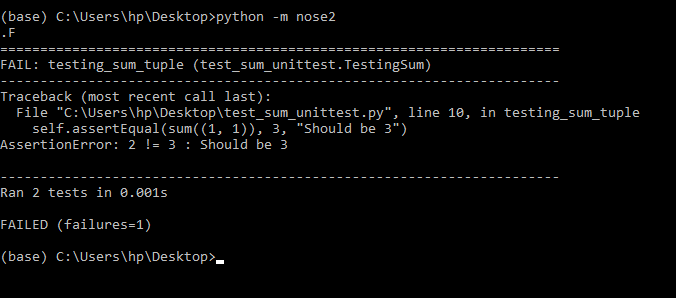 (base) C:\Users\hp\Desktop>python -m nose2
.F
======================================================================
FAIL: testing_sum_tuple (test_sum_unittest.TestingSum)
----------------------------------------------------------------------
Traceback (most recent call last):
  File "C:\Users\hp\Desktop\test_sum_unittest.py", line 10, in testing_sum_tuple
    self.assertEqual(sum((1, 1)), 3, "Should be 3")
AssertionError: 2 != 3 : Should be 3

----------------------------------------------------------------------
Ran 2 tests in 0.001s

FAILED (failures=1)

(base) C:\Users\hp\Desktop>